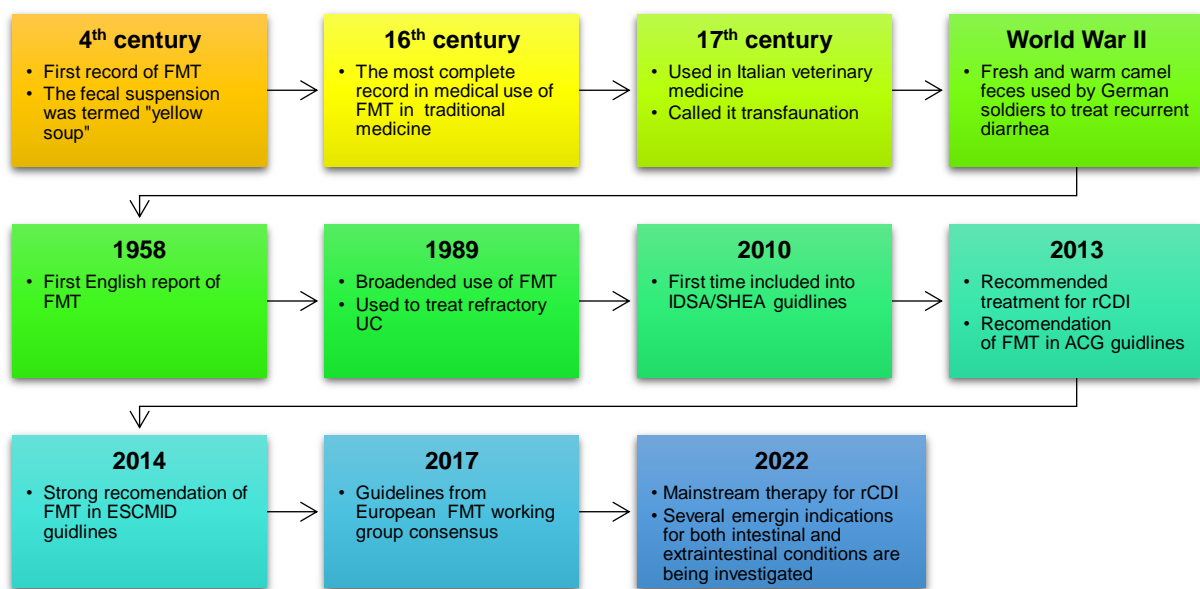 4th century
• First record of FMT
• The fecal suspension
was termed "yellow
soup"
16th century
• The most complete
record in medical use of
FMT in traditional
medicine
17th century
• Used in Italian veterinary
medicine
• Called it transfaunation
World War II
• Fresh and warm camel
feces used by German
soldiers to treat recurrent
diarrhea
1958
• First English report of
FMT
1989
• Broadended use of FMT
• Used to treat refractory
UC
2010
• First time included into
IDSA/SHEA guidlines
2013
• Recommended
treatment for rCDI
• Recomendation
of FMT in ACG guidlines
2014
• Strong recomendation of
FMT in ESCMID
guidlines
2017
• Guidelines from
European FMT working
group consensus
2022
• Mainstream therapy for rCDI
• Several emergin indications
for both intestinal and
extraintestinal conditions are
being investigated